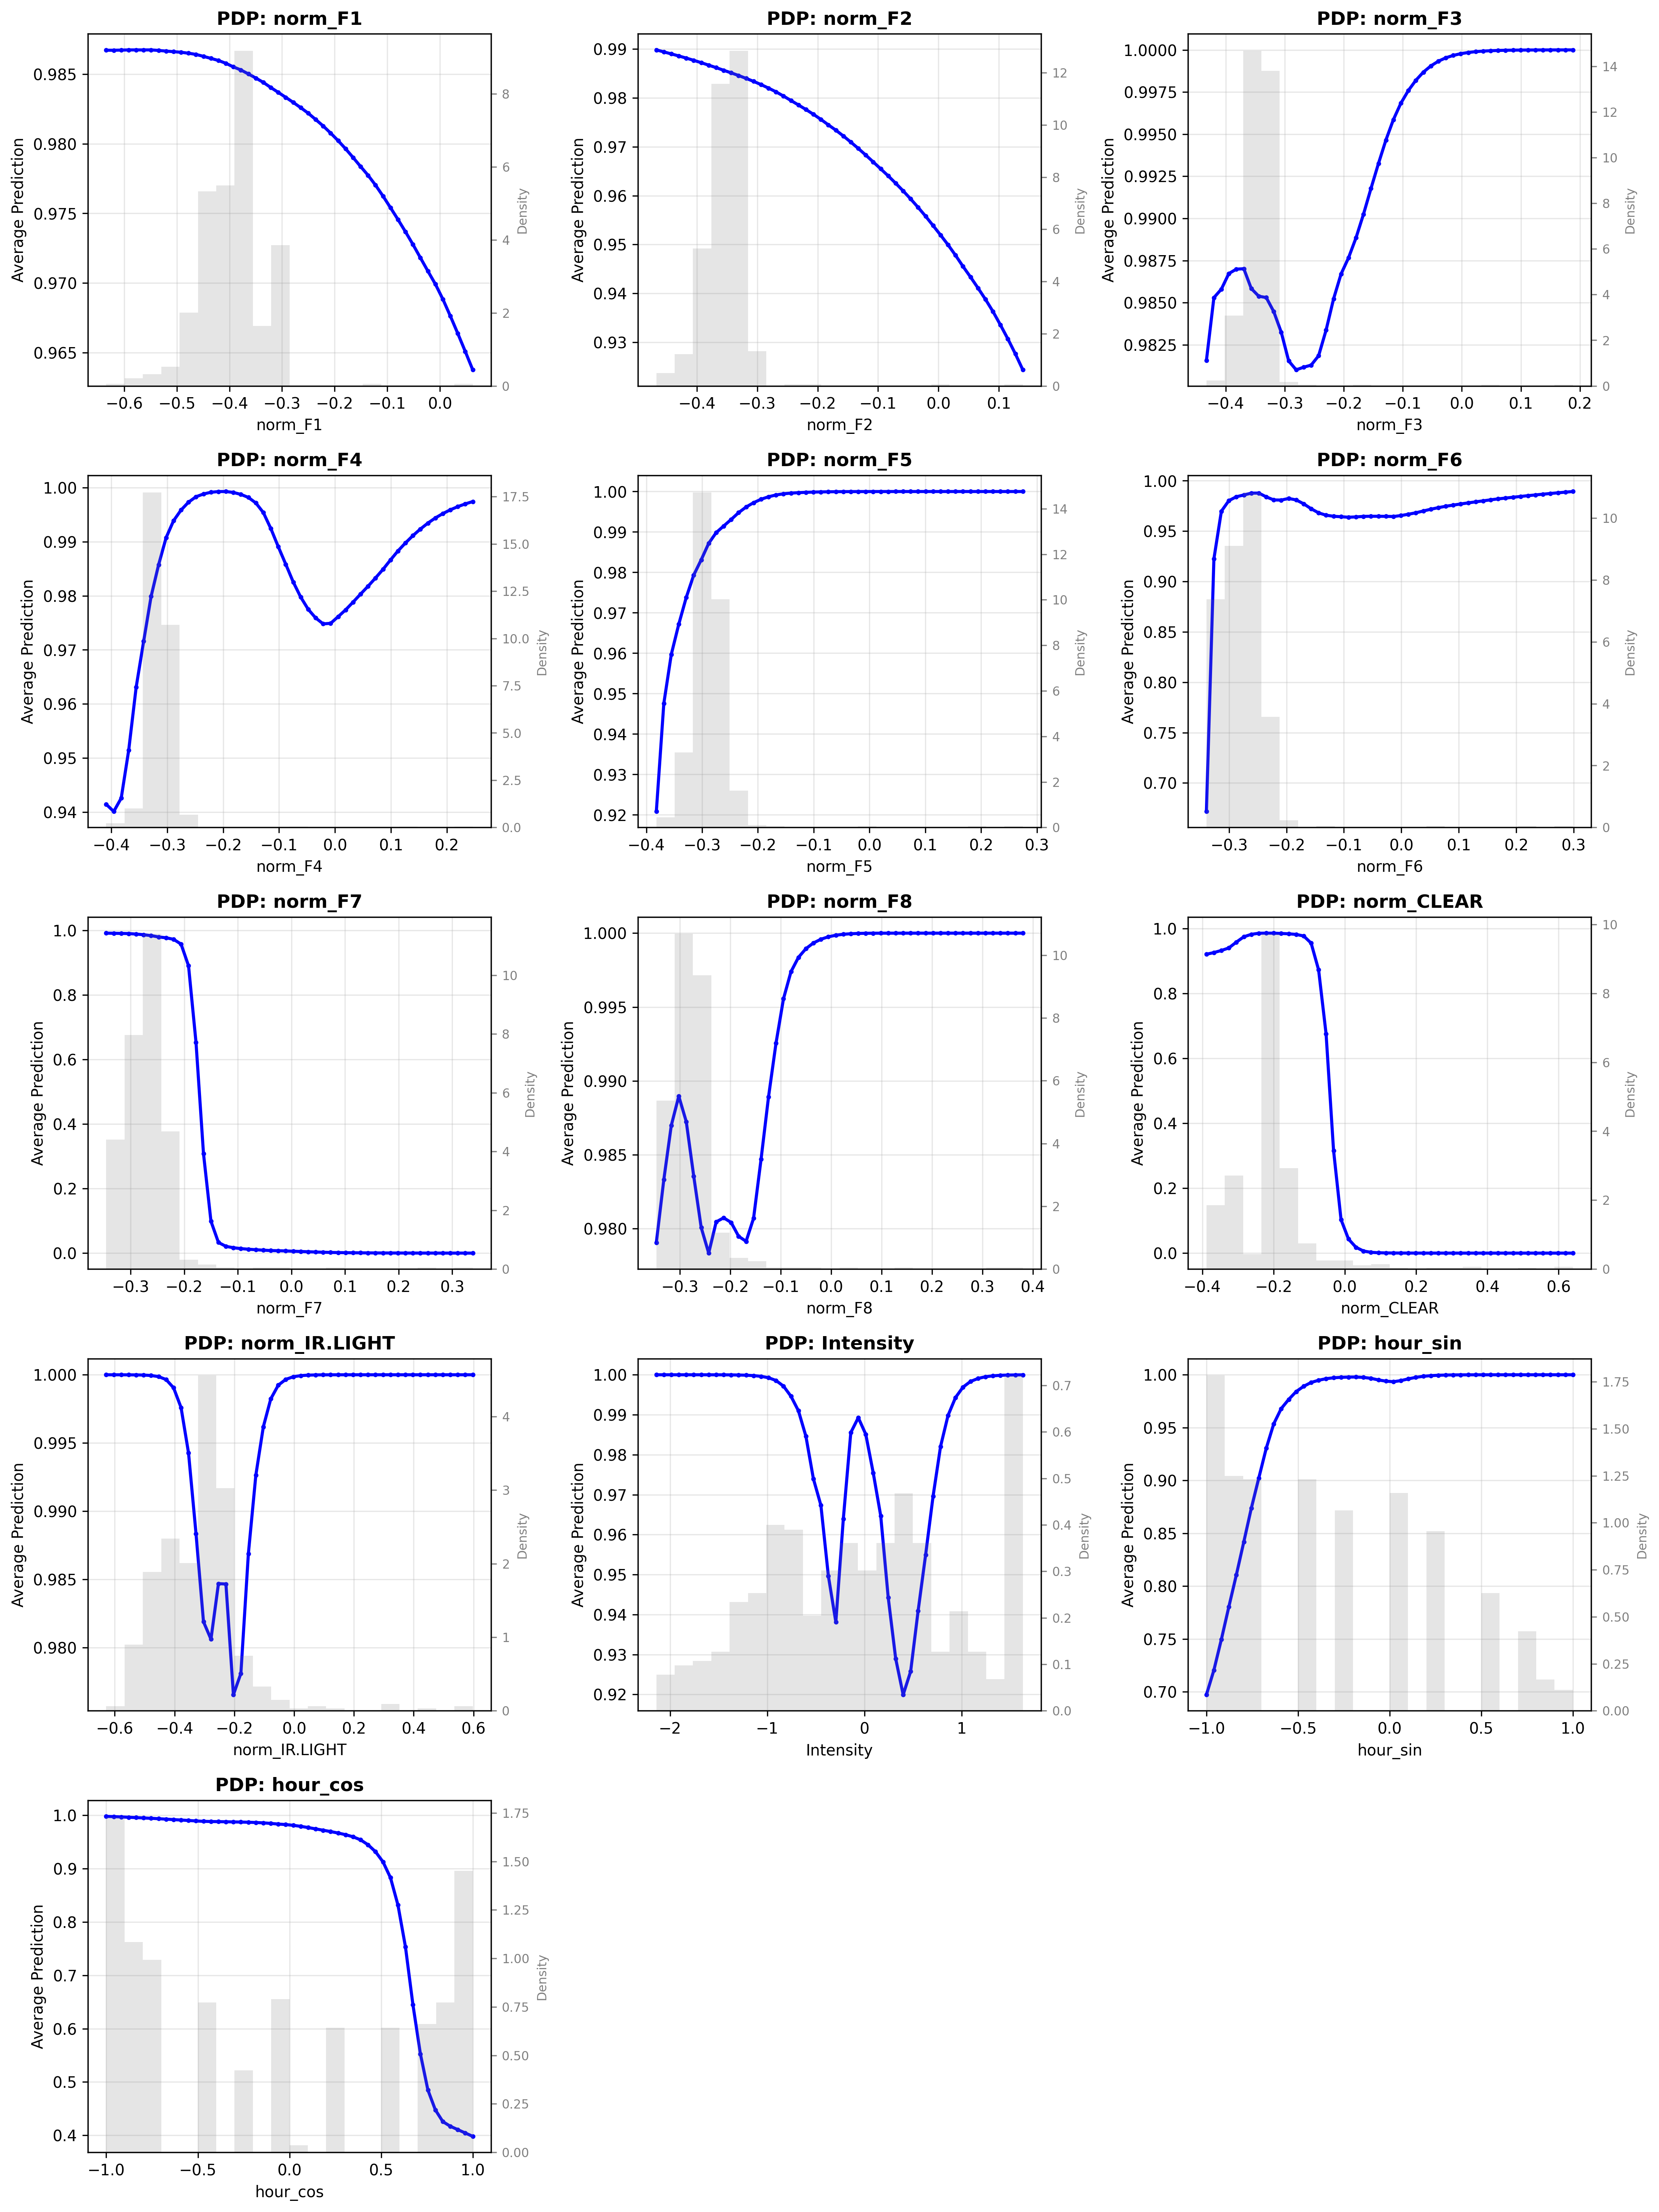 PDP: norm_F1
Average Prediction
0.985
0.980
0.975
0.970
0.965
8
6
4
2
0
Density
−0.6 −0.5 −0.4 −0.3 −0.2 −0.1 0.0
norm_F1
PDP: norm_F2
Average Prediction
0.99
0.98
0.97
0.96
0.95
0.94
0.93
12
10
8
6
4
2
0
Density
−0.4 −0.3 −0.2 −0.1 0.0 0.1
norm_F2
PDP: norm_F3
Average Prediction
1.0000
0.9975
0.9950
0.9925
0.9900
0.9875
0.9850
0.9825
14
12
10
8
6
4
2
0
Density
−0.4 −0.3 −0.2 −0.1 0.0 0.1 0.2
norm_F3
PDP: norm_F4
Average Prediction
1.00
0.99
0.98
0.97
0.96
0.95
0.94
17.5
15.0
12.5
10.0
7.5
5.0
2.5
0.0
Density
−0.4 −0.3 −0.2 −0.1 0.0 0.1 0.2
norm_F4
PDP: norm_F5
Average Prediction
1.00
0.99
0.98
0.97
0.96
0.95
0.94
0.93
0.92
14
12
10
8
6
4
2
0
Density
−0.4 −0.3 −0.2 −0.1 0.0 0.1 0.2 0.3
norm_F5
PDP: norm_F6
Average Prediction
1.00
0.95
0.90
0.85
0.80
0.75
0.70
10
8
6
4
2
0
Density
−0.3 −0.2 −0.1 0.0 0.1 0.2 0.3
norm_F6
PDP: norm_F7
Average Prediction
1.0
0.8
0.6
0.4
0.2
0.0
10
8
6
4
2
0
Density
−0.3 −0.2 −0.1 0.0 0.1 0.2 0.3
norm_F7
PDP: norm_F8
Average Prediction
1.000
0.995
0.990
0.985
0.980
10
8
6
4
2
0
Density
−0.3 −0.2 −0.1 0.0 0.1 0.2 0.3 0.4
norm_F8
PDP: norm_CLEAR
Average Prediction
1.0
0.8
0.6
0.4
0.2
0.0
10
8
6
4
2
0
Density
−0.4 −0.2 0.0 0.2 0.4 0.6
norm_CLEAR
PDP: norm_IR.LIGHT
Average Prediction
1.000
0.995
0.990
0.985
0.980
4
3
2
1
0
Density
−0.6 −0.4 −0.2 0.0 0.2 0.4 0.6
norm_IR.LIGHT
PDP: Intensity
Average Prediction
1.00
0.99
0.98
0.97
0.96
0.95
0.94
0.93
0.92
0.7
0.6
0.5
0.4
0.3
0.2
0.1
0.0
Density
−2 −1 0 1
Intensity
PDP: hour_sin
Average Prediction
1.00
0.95
0.90
0.85
0.80
0.75
0.70
1.75
1.50
1.25
1.00
0.75
0.50
0.25
0.00
Density
−1.0 −0.5 0.0 0.5 1.0
hour_sin
PDP: hour_cos
Average Prediction
1.0
0.9
0.8
0.7
0.6
0.5
0.4
1.75
1.50
1.25
1.00
0.75
0.50
0.25
0.00
Density
−1.0 −0.5 0.0 0.5 1.0
hour_cos